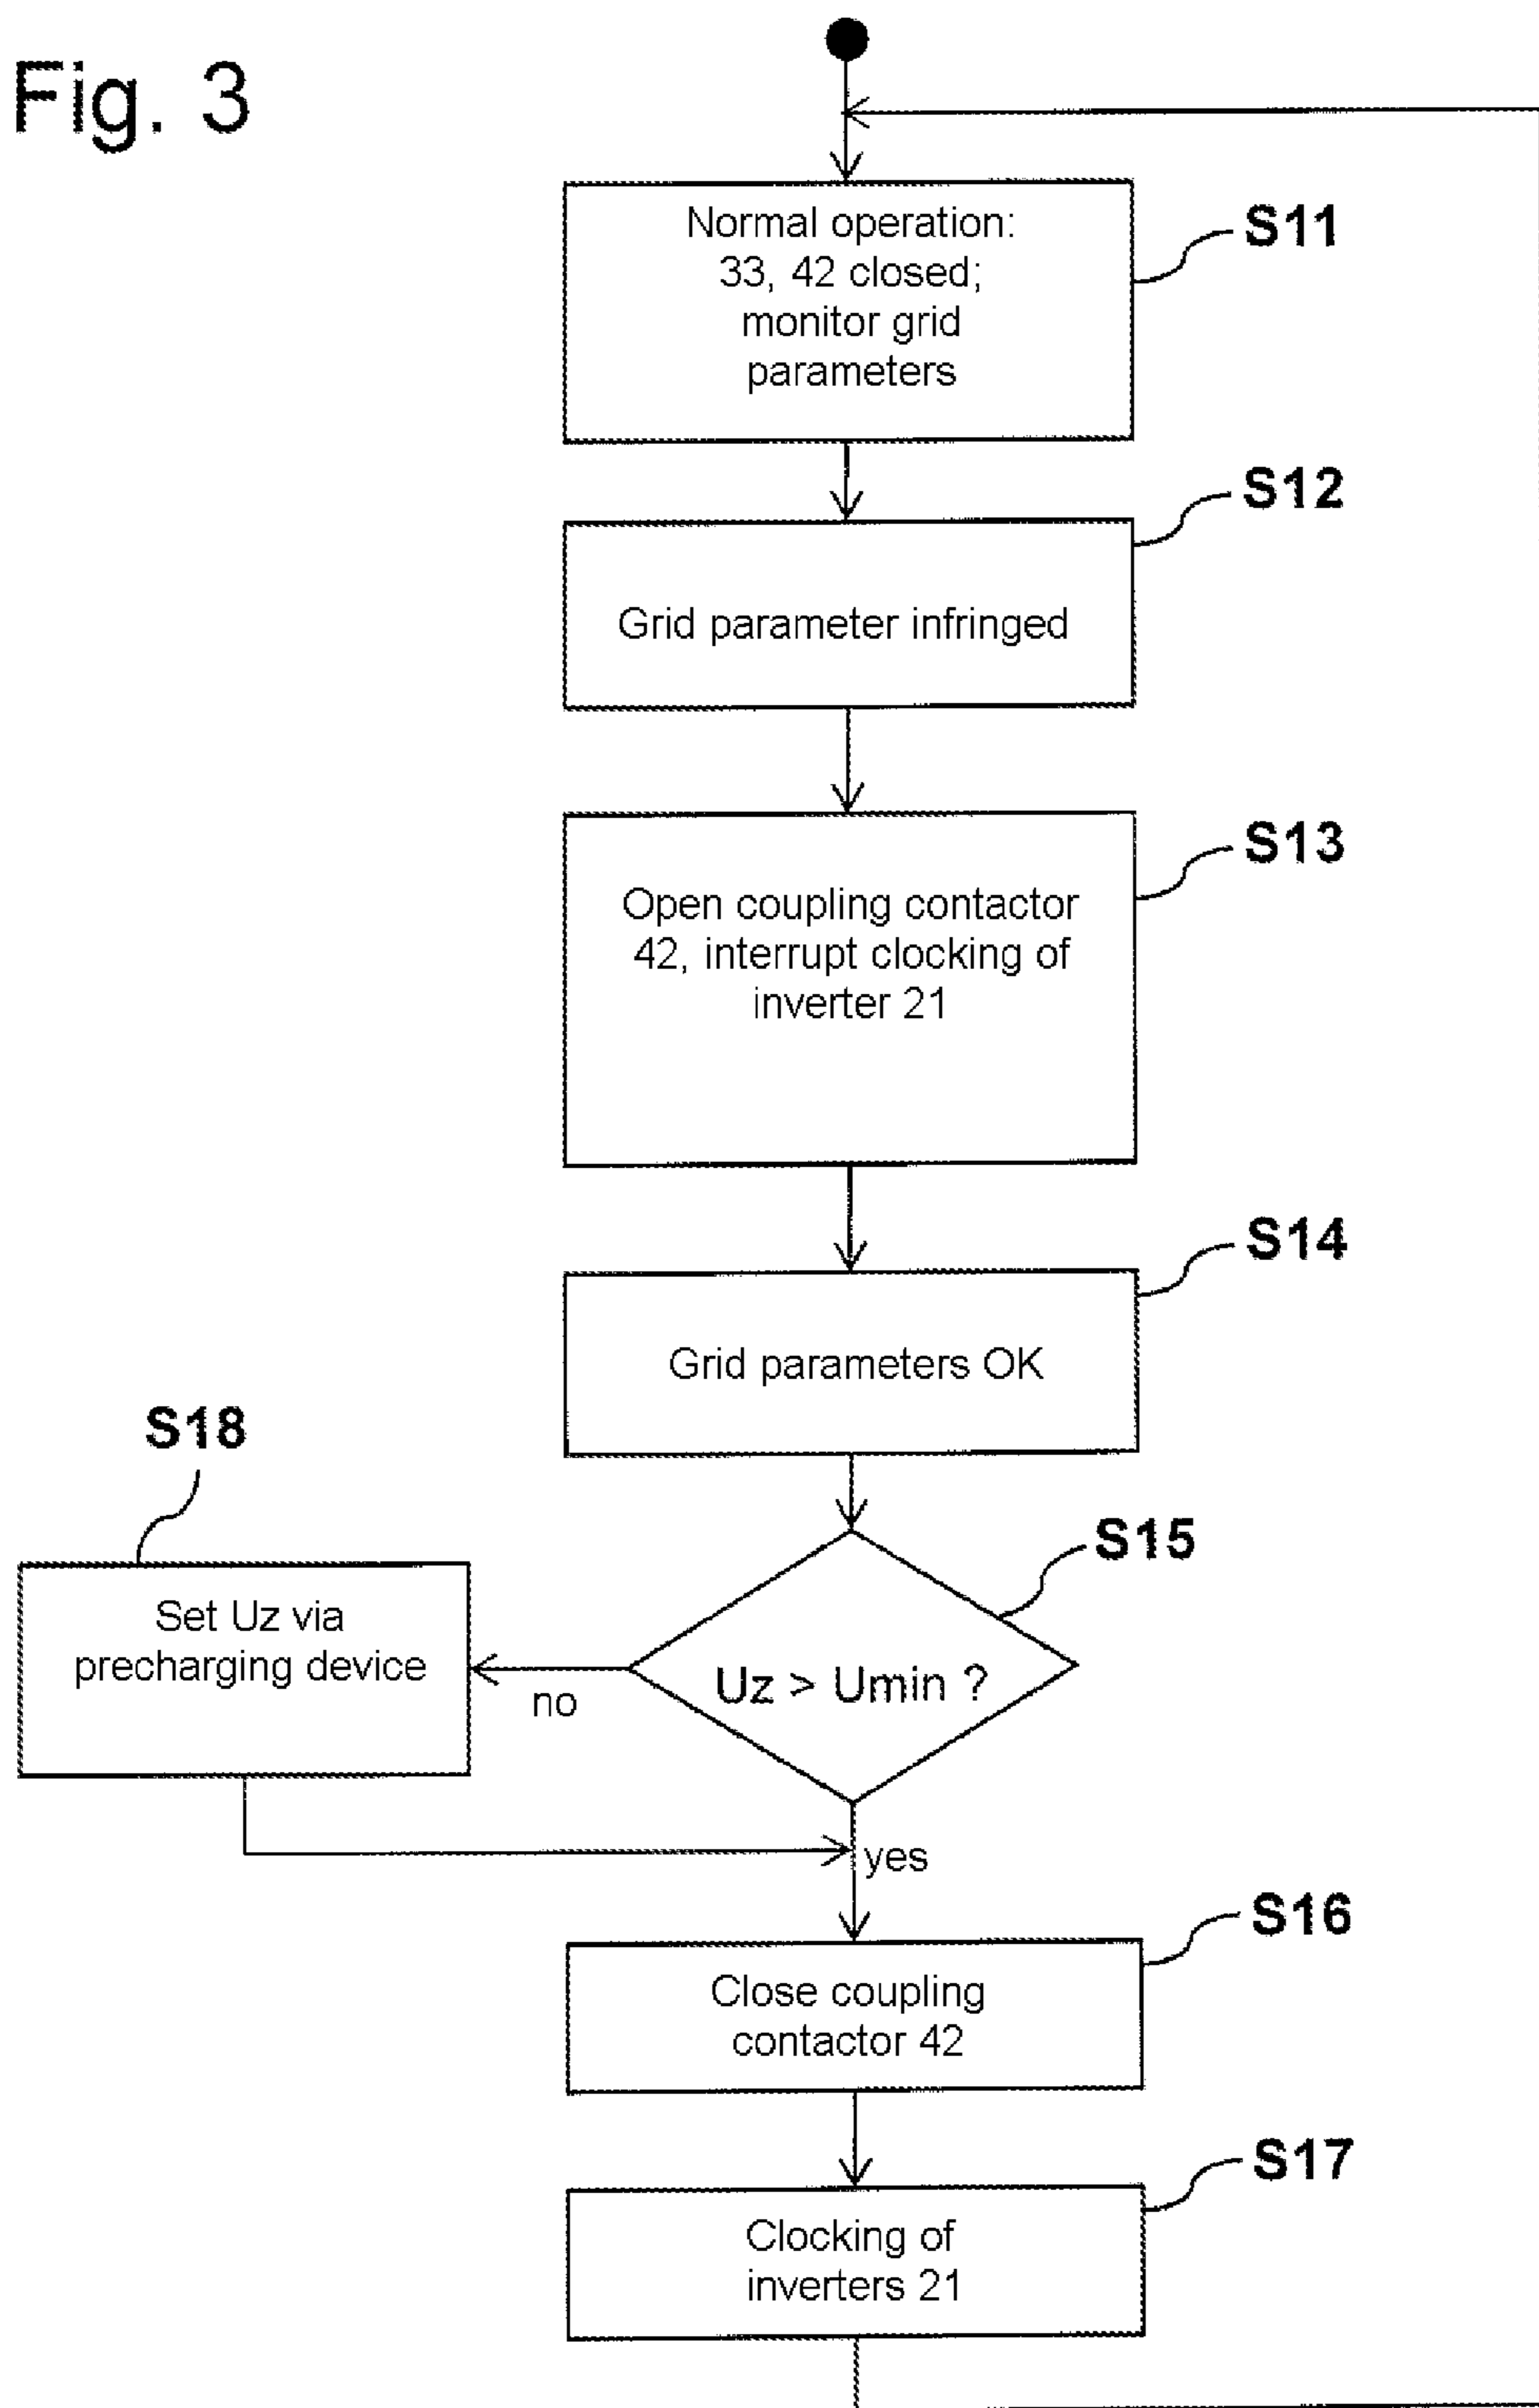 Fig. 3
Normal operation:
33, 42 closed;
monitor grid
parameters
S11
S12
Grid parameter infringed
S13
Open coupling contactor
42, interrupt clocking of
inverter 21
S14
Grid parameters OK
S18
S15
Set Uz via
precharging device
no
Uz > Umin ?
yes
S16
Close coupling
contactor 42
S17
Clocking of
inverters 21